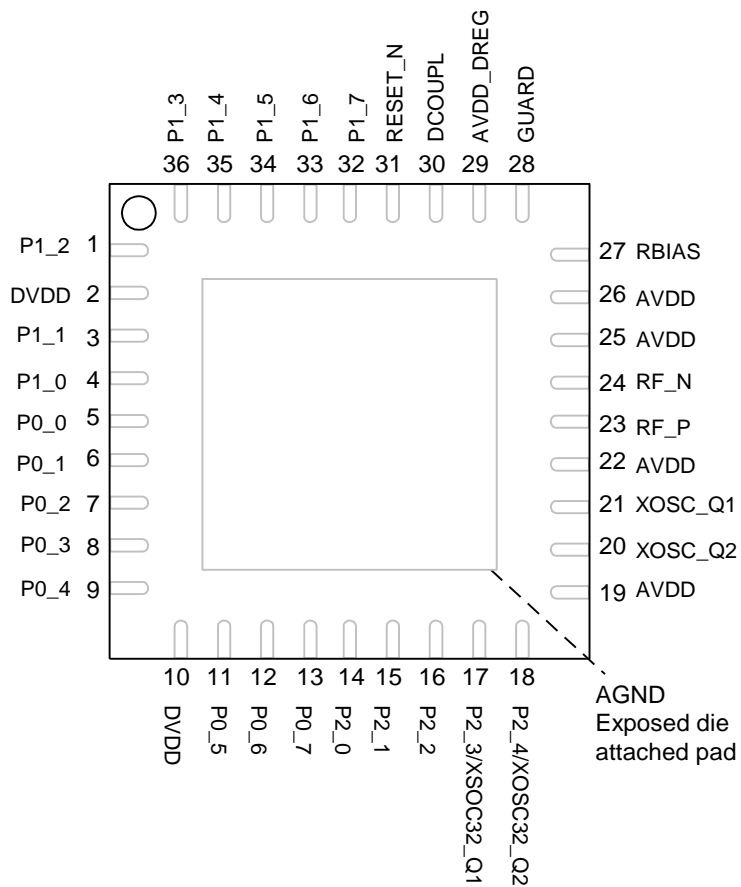 P1_3
P1_4
P1_5
P1_6
P1_7
RESET_N
DCOUPL
AVDD_DREG
GUARD
36 35 34 33 32 31 30 29 28
P1_2 1
DVDD 2
P1_1 3
P1_0 4
P0_0 5
P0_1 6
P0_2 7
P0_3 8
P0_4 9
27 RBIAS
26 AVDD
25 AVDD
24 RF_N
23 RF_P
22 AVDD
21 XOSC_Q1
20 XOSC_Q2
19 AVDD
10 11 12 13 14 15 16 17 18
DVDD
P0_5
P0_6
P0_7
P2_0
P2_1
P2_2
P2_3/XSOC32_Q1
P2_4/XOSC32_Q2
AGND
Exposed die
attached pad